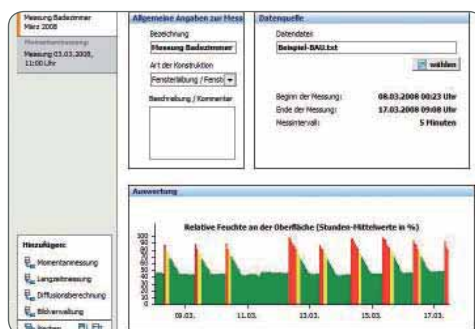 Messung Badezimmer
März 2008
Momentanmessung:
Messung 03.03.2008,
11:00 Uhr
Hinzufügen:
Momentanmessung
Langzeitmessung
Diffusionsberechnung
Bildverwaltung
Allgemeine Angaben zur Mess
Bezeichnung
Messung Badezimmer
Art der Konstruktion
Fensterlaibung / Fenst
Beschreibung / Kommentar
Datenquelle
Datendatei
Beispiel-BAU.txt
wählen
Beginn der Messung: 08.03.2008 00:23 Uhr
Ende der Messung: 17.03.2008 09:08 Uhr
Messintervall: 5 Minuten
Auswertung
Relative Feuchte an der Oberfläche (Stunden-Mittelwerte in %)
100
90
80
70
60
50
40
30
20
10
0
09.03. 11.03. 13.03. 15.03. 17.03.